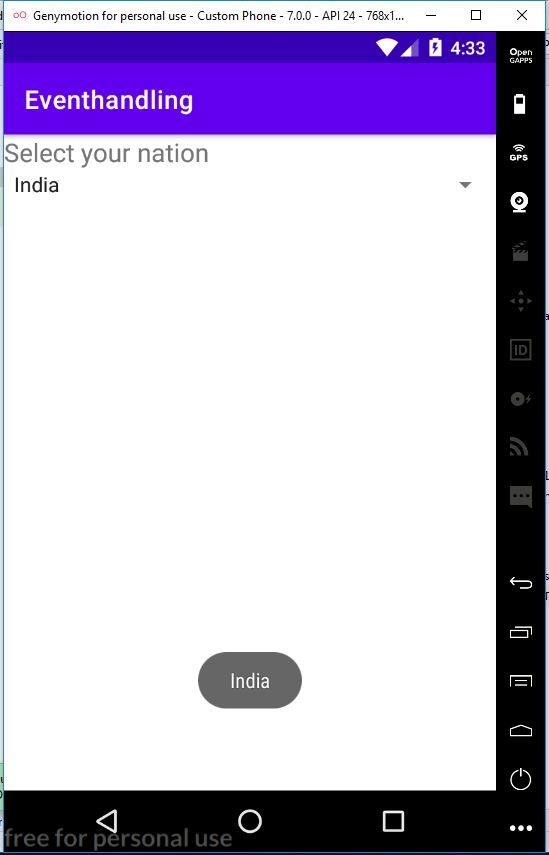 Genymotion for personal use - Custom Phone - 7.0.0 - API 24 - 768x1...
4:33
Open
GAPPS
Eventhandling
GPS
Select your nation
India
ID
India
free for personal use